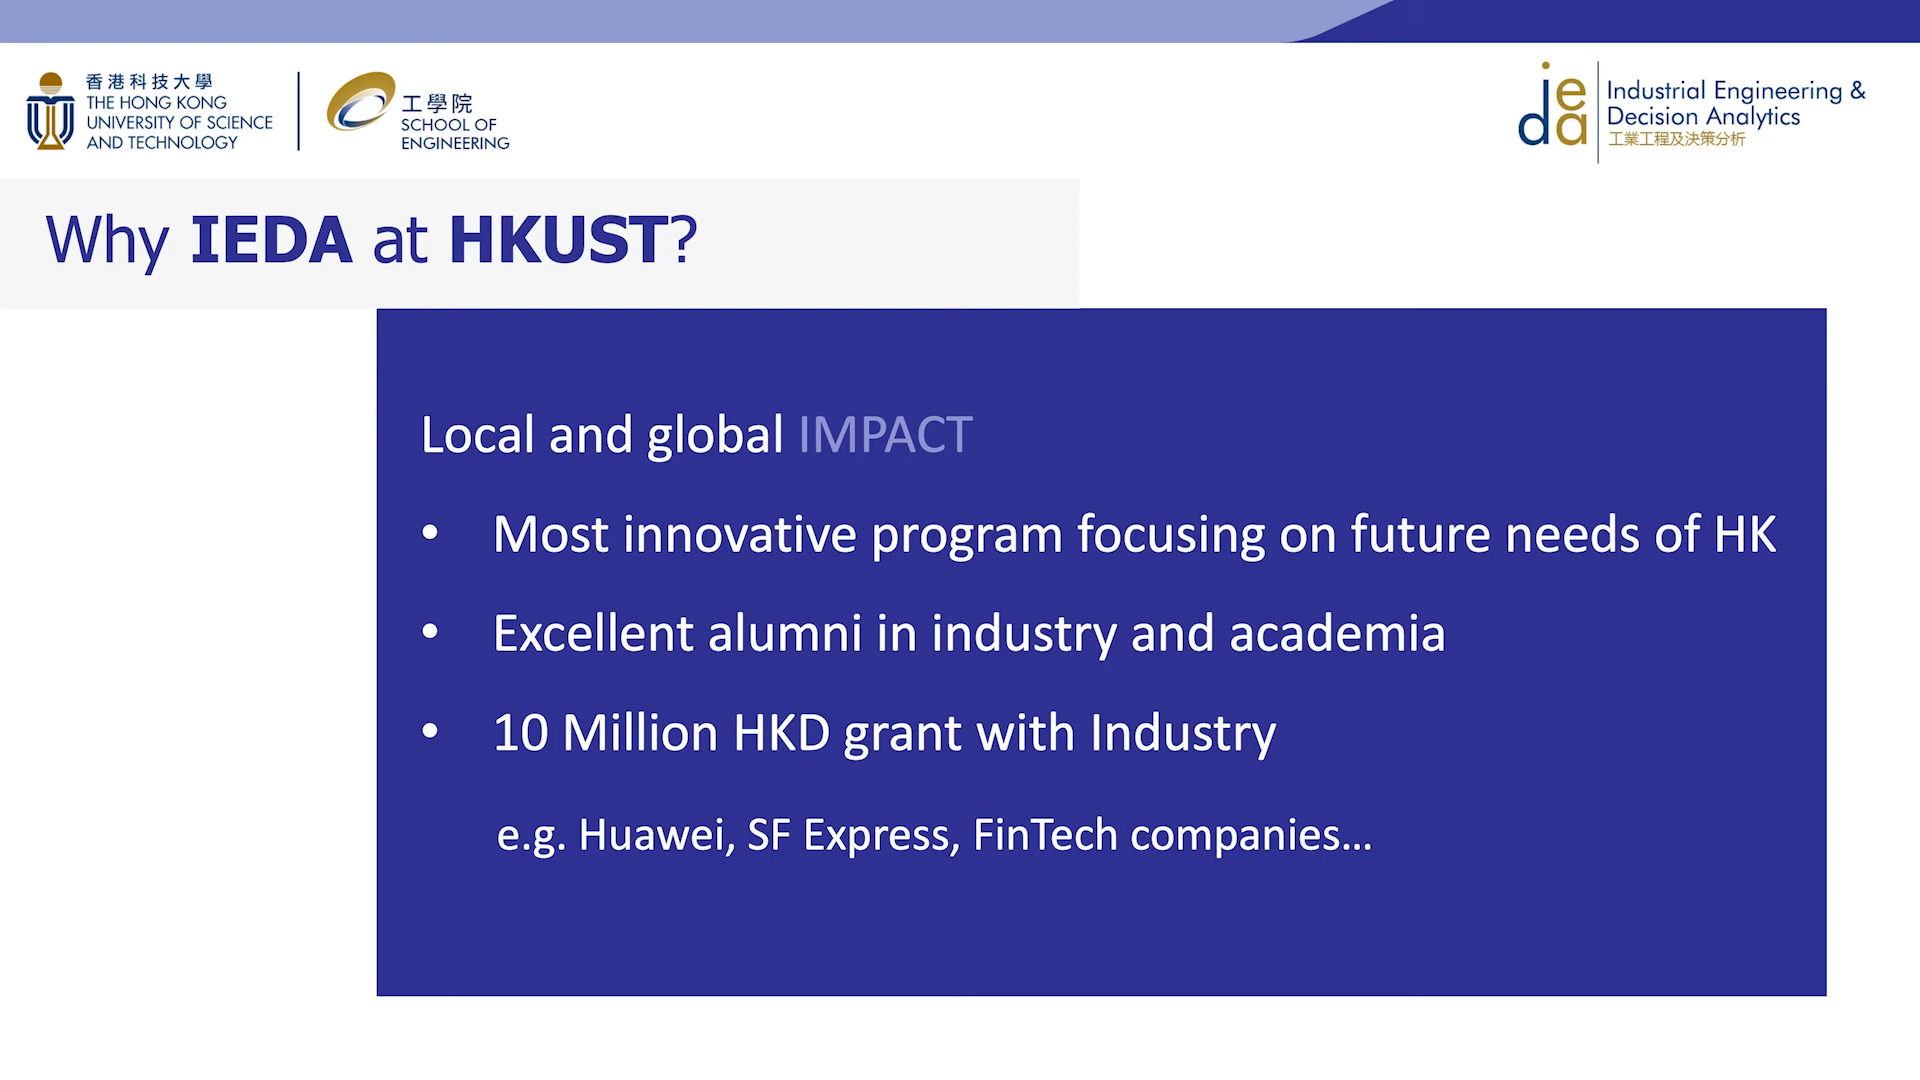 香港科技大學
THE HONG KONG
UNIVERSITY OF SCIENCE
AND TECHNOLOGY
工學院
SCHOOL OF
ENGINEERING
ie
da
Industrial Engineering &
Decision Analytics
工業工程及決策分析
Why IEDA at HKUST?
Local and global IMPACT
• Most innovative program focusing on future needs of HK
• Excellent alumni in industry and academia
• 10 Million HKD grant with Industry
e.g. Huawei, SF Express, FinTech companies...